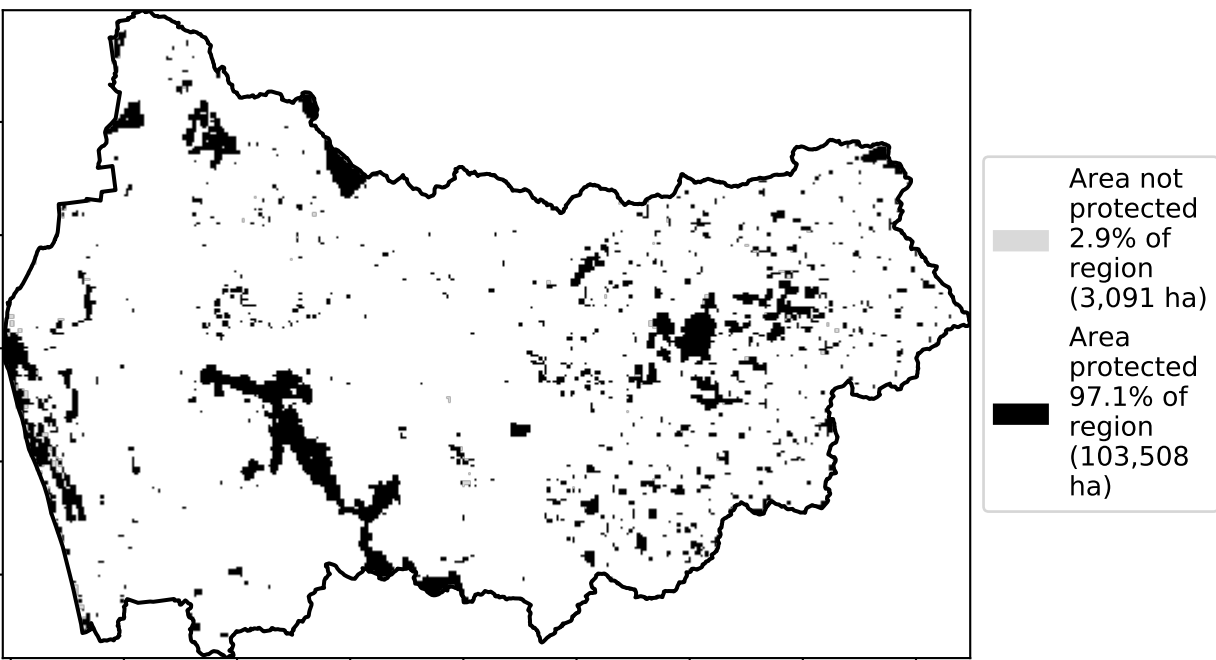 Area not
protected
2.9% of
region
(3,091 ha)
Area
protected
97.1% of
region
(103,508
ha)